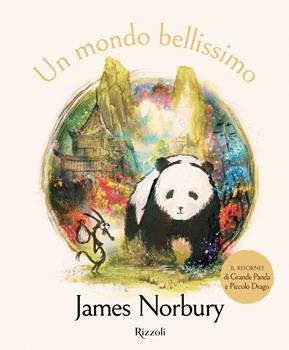 Un mondo bellissimo
IL RITORNO
di Grande Panda
e Piccolo Drago
James Norbury
Rizzoli